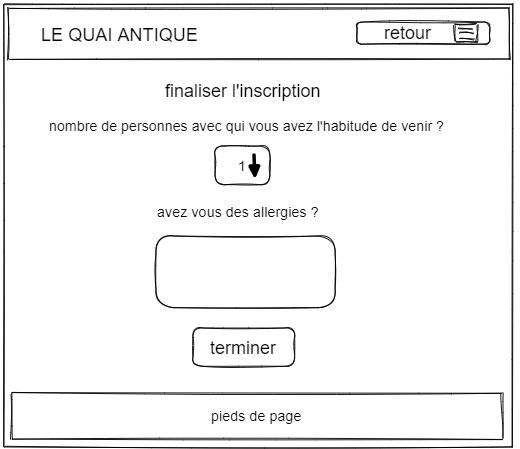 LE QUAI ANTIQUE
retour
finaliser l'inscription
nombre de personnes avec qui vous avez l'habitude de venir ?
1
avez vous des allergies ?
terminer
pieds de page